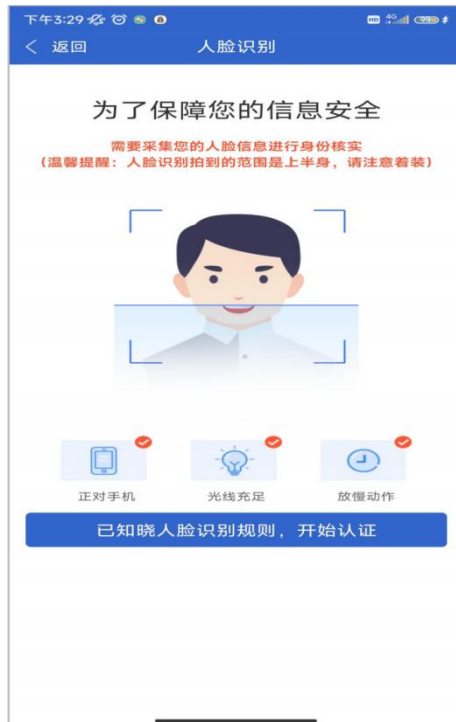 下午3:29
HD 4G 99
返回 人脸识别
为了保障您的信息安全
需要采集您的人脸信息进行身份核实
(温馨提醒：人脸识别拍到的范围是上半身，请注意着装)
正对手机 光线充足 放慢动作
已知晓人脸识别规则，开始认证